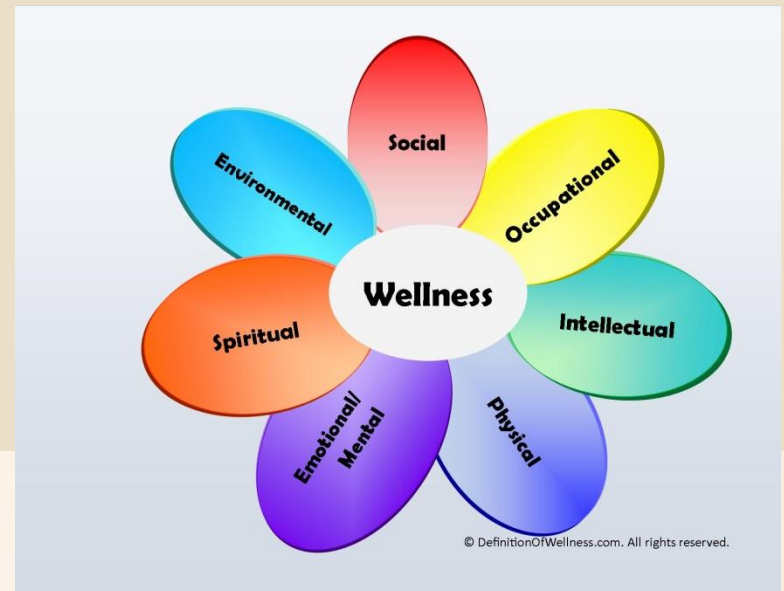 Social
Occupational
Intellectual
Physical
Emotional/
Mental
Spiritual
Environmental
Wellness
© DefinitionOfWellness.com. All rights reserved.